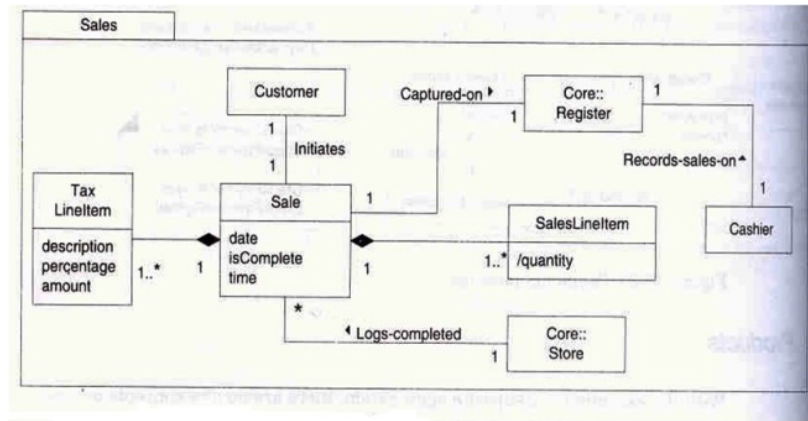 Sales
Customer
1
Initiates
1
Captured-on
1
1
Core::
Register
1
Records-sales-on
1
Cashier
Tax
LineItem
description
percentage
amount
1..*
1
Sale
date
isComplete
time
1
SalesLineItem
/quantity
1..*
*
Logs-completed
1
Core::
Store
Products